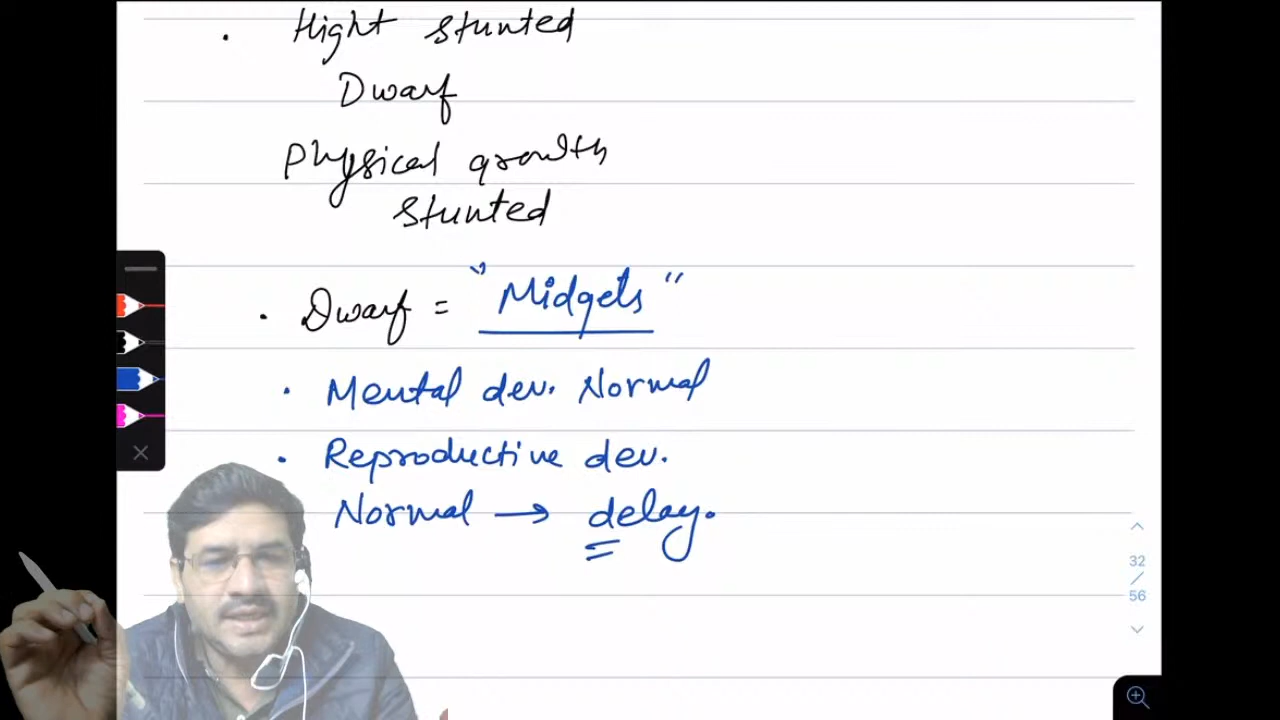 . Hight stunted
Dwarf
Physical growth
stunted
. Dwarf = "Midgets"
. Mental dev. Normal
. Reproductive dev.
Normal → delay.
32
/
56